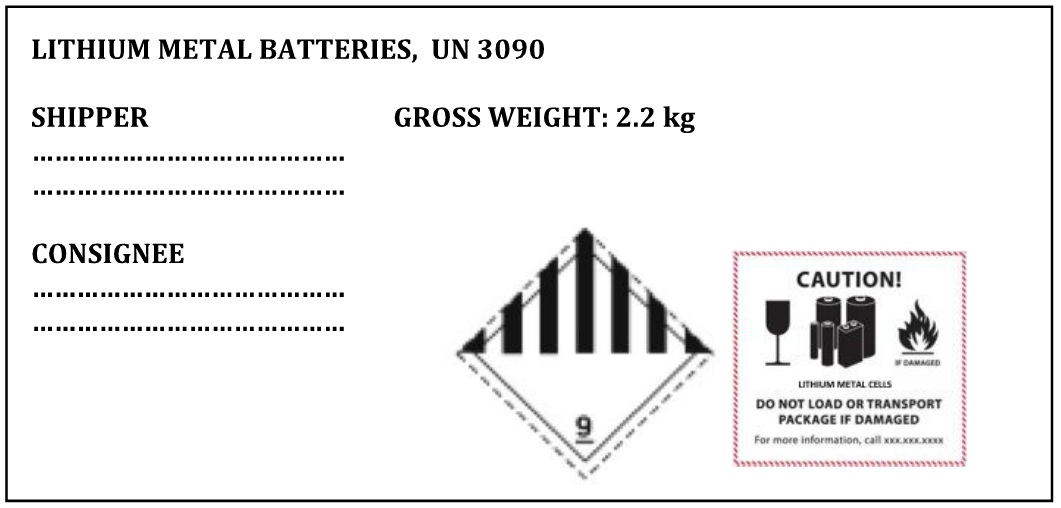 LITHIUM METAL BATTERIES, UN 3090
SHIPPER GROSS WEIGHT: 2.2 kg
.............................................
.............................................
CONSIGNEE
.............................................
.............................................
9
CAUTION!
IF DAMAGED
LITHIUM METAL CELLS
DO NOT LOAD OR TRANSPORT
PACKAGE IF DAMAGED
For more information, call xxx.xxx.xxxx